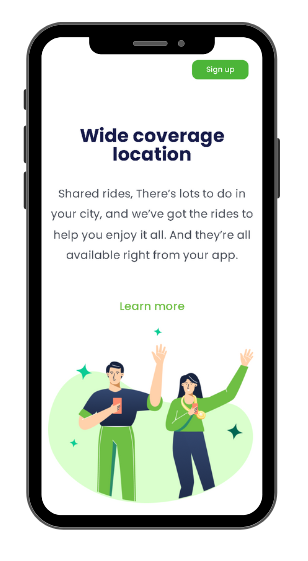 Sign up
Wide coverage
location
Shared rides, There's lots to do in
your city, and we've got the rides to
help you enjoy it all. And they're all
available right from your app.
Learn more